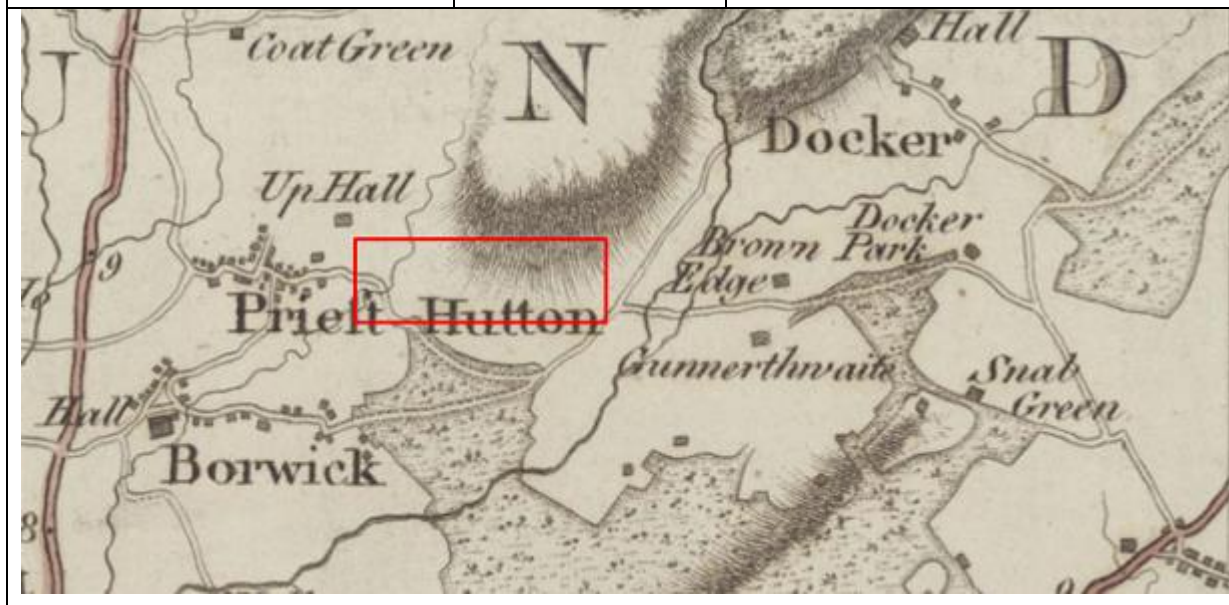 Coat Green
U N D
Hall
Docker
Up Hall
Docker
Brown Park
Edge
9
Prieſt Hutton
Gunnerthwaite
Snab
Green
Hall
Borwick
8
9